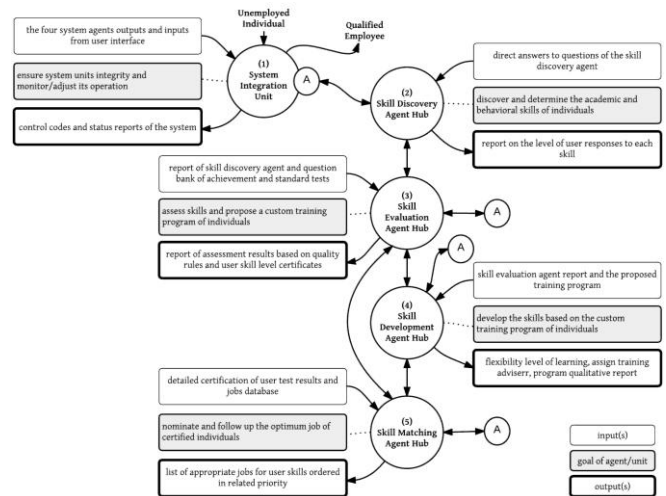 Unemployed
Individual
Qualified
Employee
the four system agents outputs and inputs
from user interface
ensure system units integrity and
monitor/adjust its operation
control codes and status reports of the system
(1)
System
Integration
Unit
A
(2)
Skill Discovery
Agent Hub
direct answers to questions of the skill
discovery agent
discover and determine the academic and
behavioral skills of individuals
report on the level of user responses to each
skill
report of skill discovery agent and question
bank of achievement and standard tests
assess skills and propose a custom training
program of individuals
report of assessment results based on quality
rules and user skill level certificates
(3)
Skill
Evaluation
Agent Hub
A
A
(4)
Skill
Development
Agent Hub
skill evaluation agent report and the proposed
training program
develop the skills based on the custom
training program of individuals
flexibility level of learning, assign training
adviserr, program qualitative report
detailed certification of user test results and
jobs database
nominate and follow up the optimum job of
certified individuals
list of appropriate jobs for user skills ordered
in related priority
(5)
Skill Matching
Agent Hub
A
input(s)
goal of agent/unit
output(s)